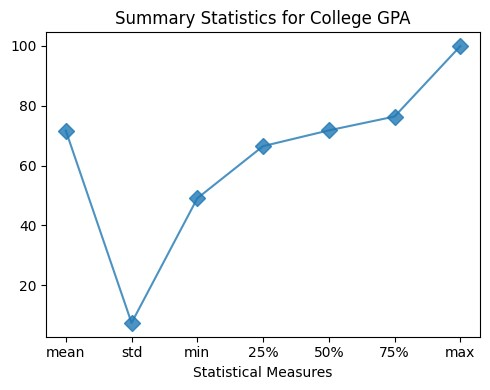 Summary Statistics for College GPA
100
80
60
40
20
mean std min 25% 50% 75% max
Statistical Measures